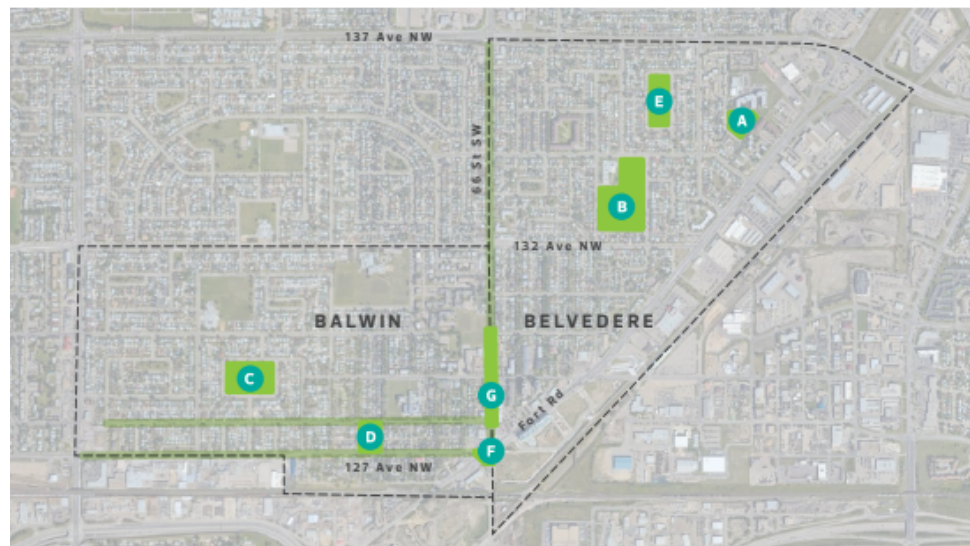 137 Ave NW
66 St SW
E
A
B
132 Ave NW
BALWIN
BELVEDERE
C
G
Fort Rd
D
F
127 Ave NW